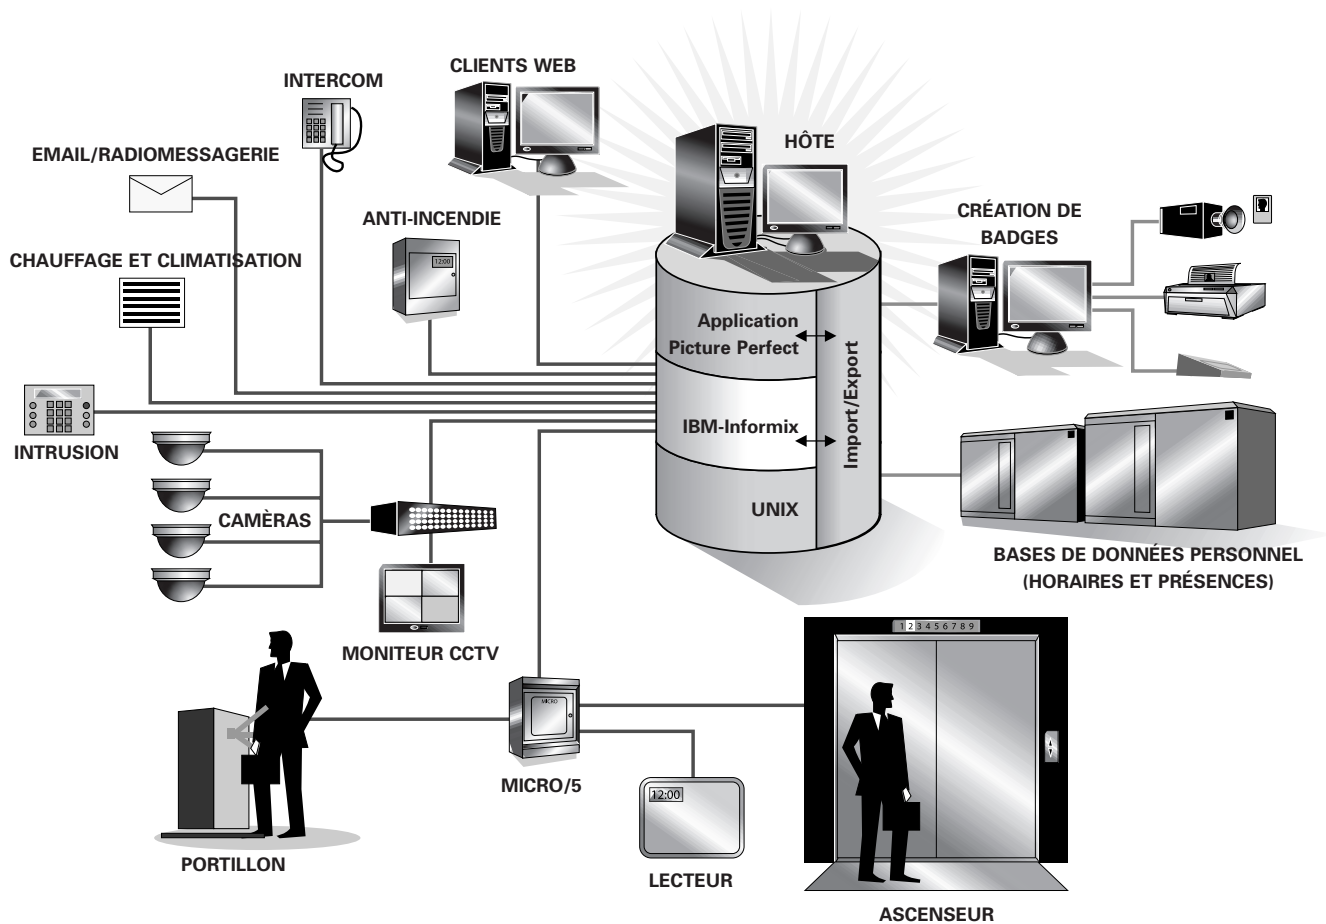 CLIENTS WEB
INTERCOM
HÔTE
EMAIL/RADIOMESSAGERIE
CRÉATION DE
BADGES
ANTI-INCENDIE
CHAUFFAGE ET CLIMATISATION
12:00
Application
Picture Perfect
Import/Export
IBM-Informix
UNIX
INTRUSION
CAMÈRAS
BASES DE DONNÉES PERSONNEL
(HORAIRES ET PRÉSENCES)
MONITEUR CCTV
1 2 3 4 5 6 7 8 9
MICRO
MICRO/5
12:00
PORTILLON
LECTEUR
ASCENSEUR